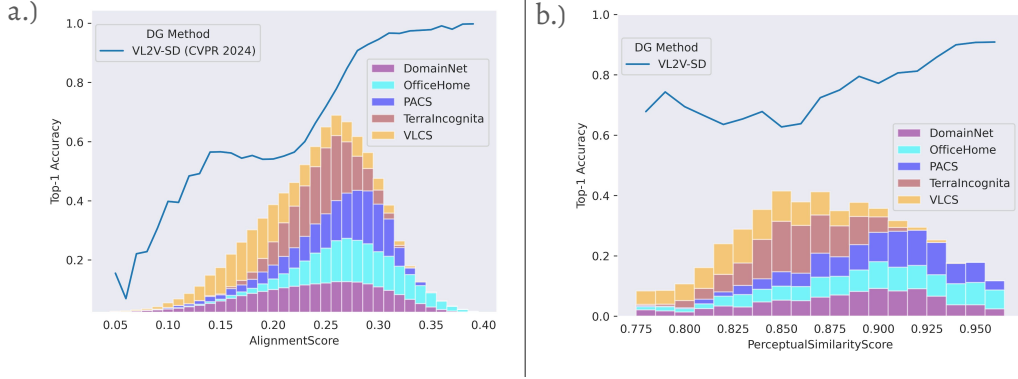 a.)
1.0
0.8
0.6
0.4
0.2
Top-1 Accuracy
DG Method
VL2V-SD (CVPR 2024)
DomainNet
OfficeHome
PACS
TerraIncognita
VLCS
0.05 0.10 0.15 0.20 0.25 0.30 0.35 0.40
AlignmentScore
b.)
1.0
0.8
0.6
0.4
0.2
0.0
Top-1 Accuracy
DG Method
VL2V-SD
DomainNet
OfficeHome
PACS
TerraIncognita
VLCS
0.775 0.800 0.825 0.850 0.875 0.900 0.925 0.950
PerceptualSimilarityScore